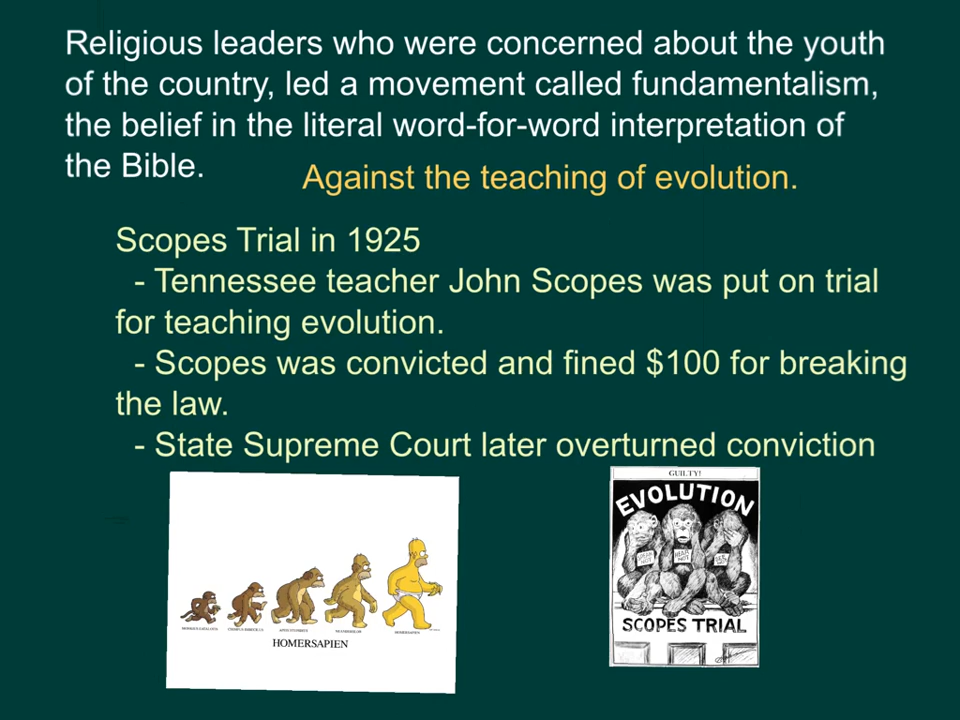 Religious leaders who were concerned about the youth
of the country, led a movement called fundamentalism,
the belief in the literal word-for-word interpretation of
the Bible.
Against the teaching of evolution.
Scopes Trial in 1925
- Tennessee teacher John Scopes was put on trial
for teaching evolution.
- Scopes was convicted and fined $100 for breaking
the law.
- State Supreme Court later overturned conviction
HOMERSAPIEN
GUILTY!
EVOLUTION
SCOPES TRIAL